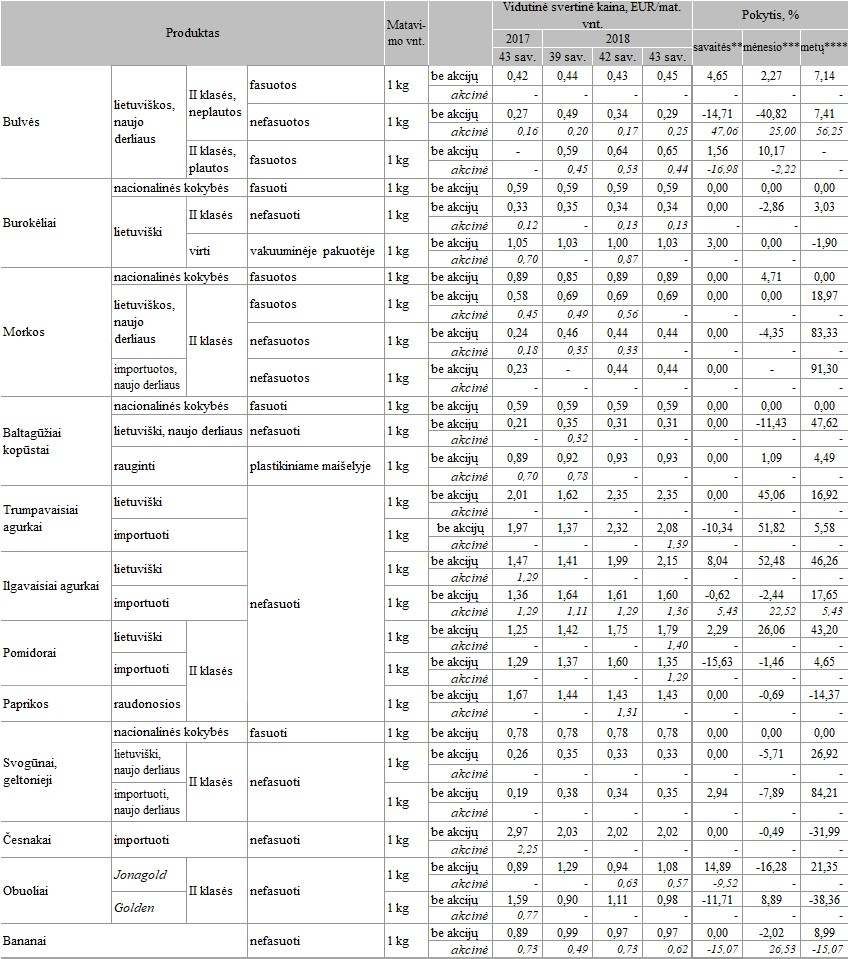 Produktas Matavi- Vidutinė svertinė kaina, EUR/mat. Pokytis, %
mo vnt. vnt.
2017 2018 savaitės** mėnesio*** metų****
43 sav. 39 sav. 42 sav. 43 sav.
Bulvės lietuviškos, naujo derliaus II klasės, neplautos fasuotos 1 kg be akcijų 0,42 0,44 0,43 0,45 4,65 2,27 7,14
akcinė - - - - - - -
nefasuotos 1 kg be akcijų 0,27 0,49 0,34 0,29 -14,71 -40,82 7,41
akcinė 0,16 0,20 0,17 0,25 47,06 25,00 56,25
II klasės, plautos fasuotos 1 kg be akcijų - 0,59 0,64 0,65 1,56 10,17 -
akcinė - 0,45 0,53 0,44 -16,98 -2,22 -
Burokėliai nacionalinės kokybės fasuoti 1 kg be akcijų 0,59 0,59 0,59 0,59 0,00 0,00 0,00
lietuviški II klasės nefasuoti 1 kg be akcijų 0,33 0,35 0,34 0,34 0,00 -2,86 3,03
akcinė 0,12 - 0,13 0,13 - - -
virti vakuuminėje pakuotėje 1 kg be akcijų 1,05 1,03 1,00 1,03 3,00 0,00 -1,90
akcinė 0,70 - 0,87 - - - -
Morkos nacionalinės kokybės fasuotos 1 kg be akcijų 0,89 0,85 0,89 0,89 0,00 4,71 0,00
lietuviškos, naujo derliaus II klasės fasuotos 1 kg be akcijų 0,58 0,69 0,69 0,69 0,00 0,00 18,97
akcinė 0,45 0,49 0,56 - - - -
nefasuotos 1 kg be akcijų 0,24 0,46 0,44 0,44 0,00 -4,35 83,33
akcinė 0,18 0,35 0,33 - - - -
importuotos, naujo derliaus nefasuotos 1 kg be akcijų 0,23 - 0,44 0,44 0,00 - 91,30
akcinė - - - - - - -
Baltagūžiai kopūstai nacionalinės kokybės fasuoti 1 kg be akcijų 0,59 0,59 0,59 0,59 0,00 0,00 0,00
lietuviški, naujo derliaus nefasuoti 1 kg be akcijų 0,21 0,35 0,31 0,31 0,00 -11,43 47,62
akcinė - 0,32 - - - - -
rauginti plastikiniame maišelyje 1 kg be akcijų 0,89 0,92 0,93 0,93 0,00 1,09 4,49
akcinė 0,70 0,78 - - - - -
Trumpavaisiai agurkai lietuviški nefasuoti 1 kg be akcijų 2,01 1,62 2,35 2,35 0,00 45,06 16,92
akcinė - - - - - - -
importuoti 1 kg be akcijų 1,97 1,37 2,32 2,08 -10,34 51,82 5,58
akcinė - - - 1,39 - - -
Ilgavaisiai agurkai lietuviški 1 kg be akcijų 1,47 1,41 1,99 2,15 8,04 52,48 46,26
akcinė 1,29 - - - - - -
importuoti 1 kg be akcijų 1,36 1,64 1,61 1,60 -0,62 -2,44 17,65
akcinė 1,29 1,11 1,29 1,36 5,43 22,52 5,43
Pomidorai lietuviški II klasės 1 kg be akcijų 1,25 1,42 1,75 1,79 2,29 26,06 43,20
akcinė - - - 1,40 - - -
importuoti 1 kg be akcijų 1,29 1,37 1,60 1,35 -15,63 -1,46 4,65
akcinė - - - 1,29 - - -
Paprikos raudonosios 1 kg be akcijų 1,67 1,44 1,43 1,43 0,00 -0,69 -14,37
akcinė - - 1,31 - - - -
Svogūnai, geltonieji nacionalinės kokybės fasuoti 1 kg be akcijų 0,78 0,78 0,78 0,78 0,00 0,00 0,00
lietuviški, naujo derliaus II klasės nefasuoti 1 kg be akcijų 0,26 0,35 0,33 0,33 0,00 -5,71 26,92
akcinė - - - - - - -
importuoti, naujo derliaus 1 kg be akcijų 0,19 0,38 0,34 0,35 2,94 -7,89 84,21
akcinė - - - - - - -
Česnakai importuoti nefasuoti 1 kg be akcijų 2,97 2,03 2,02 2,02 0,00 -0,49 -31,99
akcinė 2,25 - - - - - -
Obuoliai Jonagold II klasės nefasuoti 1 kg be akcijų 0,89 1,29 0,94 1,08 14,89 -16,28 21,35
akcinė - - 0,63 0,57 -9,52 - -
Golden 1 kg be akcijų 1,59 0,90 1,11 0,98 -11,71 8,89 -38,36
akcinė 0,77 - - - - - -
Bananai nefasuoti 1 kg be akcijų 0,89 0,99 0,97 0,97 0,00 -2,02 8,99
akcinė 0,73 0,49 0,73 0,62 -15,07 26,53 -15,07